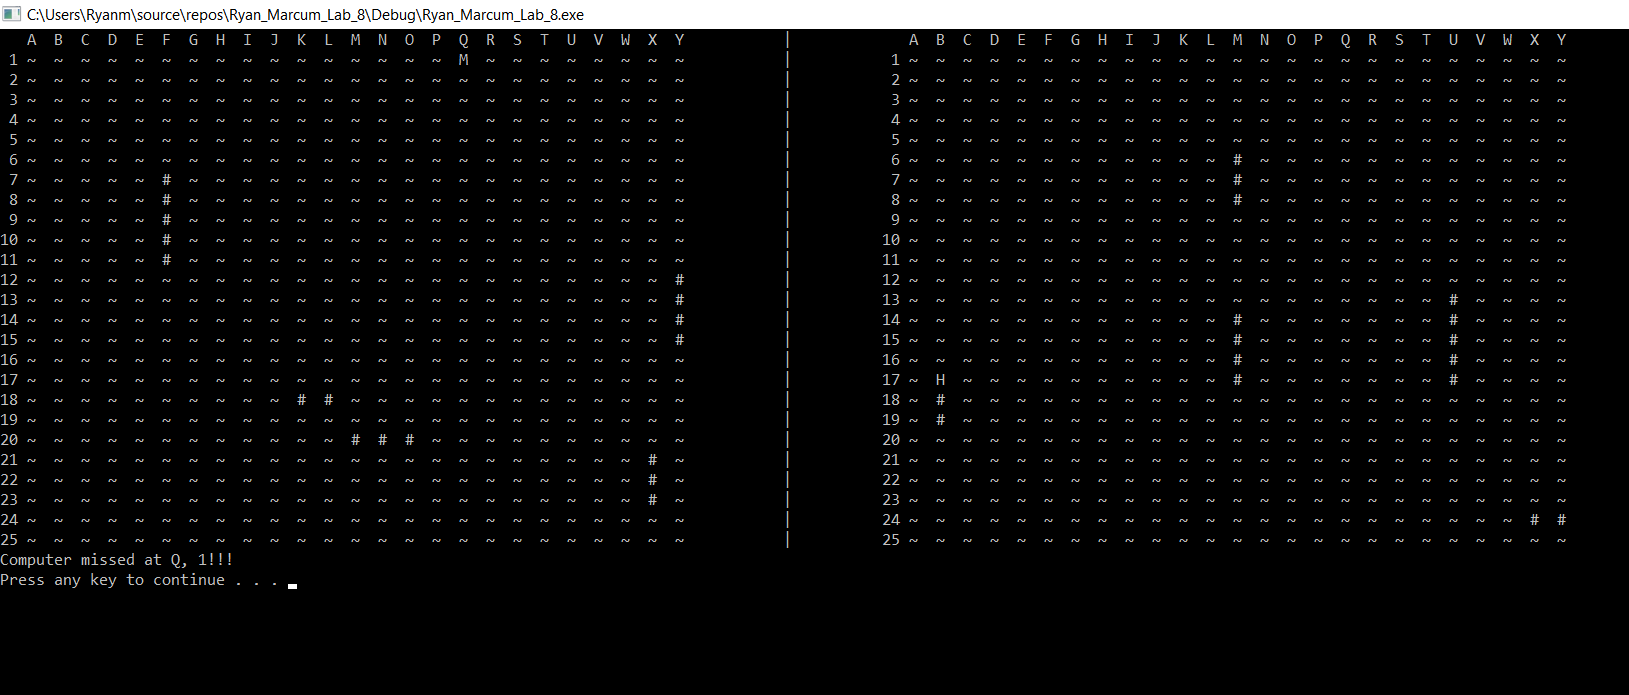 C:\Users\Ryanm\source\repos\Ryan_Marcum_Lab_8\Debug\Ryan_Marcum_Lab_8.exe
A B C D E F G H I J K L M N O P Q R S T U V W X Y | A B C D E F G H I J K L M N O P Q R S T U V W X Y
1 ~ ~ ~ ~ ~ ~ ~ ~ ~ ~ ~ ~ ~ ~ ~ ~ M ~ ~ ~ ~ ~ ~ ~ ~ | 1 ~ ~ ~ ~ ~ ~ ~ ~ ~ ~ ~ ~ ~ ~ ~ ~ ~ ~ ~ ~ ~ ~ ~ ~ ~
2 ~ ~ ~ ~ ~ ~ ~ ~ ~ ~ ~ ~ ~ ~ ~ ~ ~ ~ ~ ~ ~ ~ ~ ~ ~ | 2 ~ ~ ~ ~ ~ ~ ~ ~ ~ ~ ~ ~ ~ ~ ~ ~ ~ ~ ~ ~ ~ ~ ~ ~ ~
3 ~ ~ ~ ~ ~ ~ ~ ~ ~ ~ ~ ~ ~ ~ ~ ~ ~ ~ ~ ~ ~ ~ ~ ~ ~ | 3 ~ ~ ~ ~ ~ ~ ~ ~ ~ ~ ~ ~ ~ ~ ~ ~ ~ ~ ~ ~ ~ ~ ~ ~ ~
4 ~ ~ ~ ~ ~ ~ ~ ~ ~ ~ ~ ~ ~ ~ ~ ~ ~ ~ ~ ~ ~ ~ ~ ~ ~ | 4 ~ ~ ~ ~ ~ ~ ~ ~ ~ ~ ~ ~ ~ ~ ~ ~ ~ ~ ~ ~ ~ ~ ~ ~ ~
5 ~ ~ ~ ~ ~ ~ ~ ~ ~ ~ ~ ~ ~ ~ ~ ~ ~ ~ ~ ~ ~ ~ ~ ~ ~ | 5 ~ ~ ~ ~ ~ ~ ~ ~ ~ ~ ~ ~ ~ ~ ~ ~ ~ ~ ~ ~ ~ ~ ~ ~ ~
6 ~ ~ ~ ~ ~ ~ ~ ~ ~ ~ ~ ~ ~ ~ ~ ~ ~ ~ ~ ~ ~ ~ ~ ~ ~ | 6 ~ ~ ~ ~ ~ ~ ~ ~ ~ ~ ~ ~ # ~ ~ ~ ~ ~ ~ ~ ~ ~ ~ ~ ~
7 ~ ~ ~ ~ ~ # ~ ~ ~ ~ ~ ~ ~ ~ ~ ~ ~ ~ ~ ~ ~ ~ ~ ~ ~ | 7 ~ ~ ~ ~ ~ ~ ~ ~ ~ ~ ~ ~ # ~ ~ ~ ~ ~ ~ ~ ~ ~ ~ ~ ~
8 ~ ~ ~ ~ ~ # ~ ~ ~ ~ ~ ~ ~ ~ ~ ~ ~ ~ ~ ~ ~ ~ ~ ~ ~ | 8 ~ ~ ~ ~ ~ ~ ~ ~ ~ ~ ~ ~ # ~ ~ ~ ~ ~ ~ ~ ~ ~ ~ ~ ~
9 ~ ~ ~ ~ ~ # ~ ~ ~ ~ ~ ~ ~ ~ ~ ~ ~ ~ ~ ~ ~ ~ ~ ~ ~ | 9 ~ ~ ~ ~ ~ ~ ~ ~ ~ ~ ~ ~ ~ ~ ~ ~ ~ ~ ~ ~ ~ ~ ~ ~ ~
10 ~ ~ ~ ~ ~ # ~ ~ ~ ~ ~ ~ ~ ~ ~ ~ ~ ~ ~ ~ ~ ~ ~ ~ ~ | 10 ~ ~ ~ ~ ~ ~ ~ ~ ~ ~ ~ ~ ~ ~ ~ ~ ~ ~ ~ ~ ~ ~ ~ ~ ~
11 ~ ~ ~ ~ ~ # ~ ~ ~ ~ ~ ~ ~ ~ ~ ~ ~ ~ ~ ~ ~ ~ ~ ~ ~ | 11 ~ ~ ~ ~ ~ ~ ~ ~ ~ ~ ~ ~ ~ ~ ~ ~ ~ ~ ~ ~ ~ ~ ~ ~ ~
12 ~ ~ ~ ~ ~ ~ ~ ~ ~ ~ ~ ~ ~ ~ ~ ~ ~ ~ ~ ~ ~ ~ ~ ~ # | 12 ~ ~ ~ ~ ~ ~ ~ ~ ~ ~ ~ ~ ~ ~ ~ ~ ~ ~ ~ ~ ~ ~ ~ ~ ~
13 ~ ~ ~ ~ ~ ~ ~ ~ ~ ~ ~ ~ ~ ~ ~ ~ ~ ~ ~ ~ ~ ~ ~ ~ # | 13 ~ ~ ~ ~ ~ ~ ~ ~ ~ ~ ~ ~ ~ ~ ~ ~ ~ ~ ~ ~ # ~ ~ ~ ~
14 ~ ~ ~ ~ ~ ~ ~ ~ ~ ~ ~ ~ ~ ~ ~ ~ ~ ~ ~ ~ ~ ~ ~ ~ # | 14 ~ ~ ~ ~ ~ ~ ~ ~ ~ ~ ~ ~ # ~ ~ ~ ~ ~ ~ ~ # ~ ~ ~ ~
15 ~ ~ ~ ~ ~ ~ ~ ~ ~ ~ ~ ~ ~ ~ ~ ~ ~ ~ ~ ~ ~ ~ ~ ~ # | 15 ~ ~ ~ ~ ~ ~ ~ ~ ~ ~ ~ ~ # ~ ~ ~ ~ ~ ~ ~ # ~ ~ ~ ~
16 ~ ~ ~ ~ ~ ~ ~ ~ ~ ~ ~ ~ ~ ~ ~ ~ ~ ~ ~ ~ ~ ~ ~ ~ ~ | 16 ~ ~ ~ ~ ~ ~ ~ ~ ~ ~ ~ ~ # ~ ~ ~ ~ ~ ~ ~ # ~ ~ ~ ~
17 ~ ~ ~ ~ ~ ~ ~ ~ ~ ~ ~ ~ ~ ~ ~ ~ ~ ~ ~ ~ ~ ~ ~ ~ ~ | 17 ~ H ~ ~ ~ ~ ~ ~ ~ ~ ~ ~ # ~ ~ ~ ~ ~ ~ ~ # ~ ~ ~ ~
18 ~ ~ ~ ~ ~ ~ ~ ~ ~ ~ # # ~ ~ ~ ~ ~ ~ ~ ~ ~ ~ ~ ~ ~ | 18 ~ # ~ ~ ~ ~ ~ ~ ~ ~ ~ ~ ~ ~ ~ ~ ~ ~ ~ ~ ~ ~ ~ ~ ~
19 ~ ~ ~ ~ ~ ~ ~ ~ ~ ~ ~ ~ ~ ~ ~ ~ ~ ~ ~ ~ ~ ~ ~ ~ ~ | 19 ~ # ~ ~ ~ ~ ~ ~ ~ ~ ~ ~ ~ ~ ~ ~ ~ ~ ~ ~ ~ ~ ~ ~ ~
20 ~ ~ ~ ~ ~ ~ ~ ~ ~ ~ ~ ~ # # # ~ ~ ~ ~ ~ ~ ~ ~ ~ ~ | 20 ~ ~ ~ ~ ~ ~ ~ ~ ~ ~ ~ ~ ~ ~ ~ ~ ~ ~ ~ ~ ~ ~ ~ ~ ~
21 ~ ~ ~ ~ ~ ~ ~ ~ ~ ~ ~ ~ ~ ~ ~ ~ ~ ~ ~ ~ ~ ~ ~ # ~ | 21 ~ ~ ~ ~ ~ ~ ~ ~ ~ ~ ~ ~ ~ ~ ~ ~ ~ ~ ~ ~ ~ ~ ~ ~ ~
22 ~ ~ ~ ~ ~ ~ ~ ~ ~ ~ ~ ~ ~ ~ ~ ~ ~ ~ ~ ~ ~ ~ ~ # ~ | 22 ~ ~ ~ ~ ~ ~ ~ ~ ~ ~ ~ ~ ~ ~ ~ ~ ~ ~ ~ ~ ~ ~ ~ ~ ~
23 ~ ~ ~ ~ ~ ~ ~ ~ ~ ~ ~ ~ ~ ~ ~ ~ ~ ~ ~ ~ ~ ~ ~ # ~ | 23 ~ ~ ~ ~ ~ ~ ~ ~ ~ ~ ~ ~ ~ ~ ~ ~ ~ ~ ~ ~ ~ ~ ~ ~ ~
24 ~ ~ ~ ~ ~ ~ ~ ~ ~ ~ ~ ~ ~ ~ ~ ~ ~ ~ ~ ~ ~ ~ ~ ~ ~ | 24 ~ ~ ~ ~ ~ ~ ~ ~ ~ ~ ~ ~ ~ ~ ~ ~ ~ ~ ~ ~ ~ ~ ~ # #
25 ~ ~ ~ ~ ~ ~ ~ ~ ~ ~ ~ ~ ~ ~ ~ ~ ~ ~ ~ ~ ~ ~ ~ ~ ~ | 25 ~ ~ ~ ~ ~ ~ ~ ~ ~ ~ ~ ~ ~ ~ ~ ~ ~ ~ ~ ~ ~ ~ ~ ~ ~
Computer missed at Q, 1!!!
Press any key to continue . . .